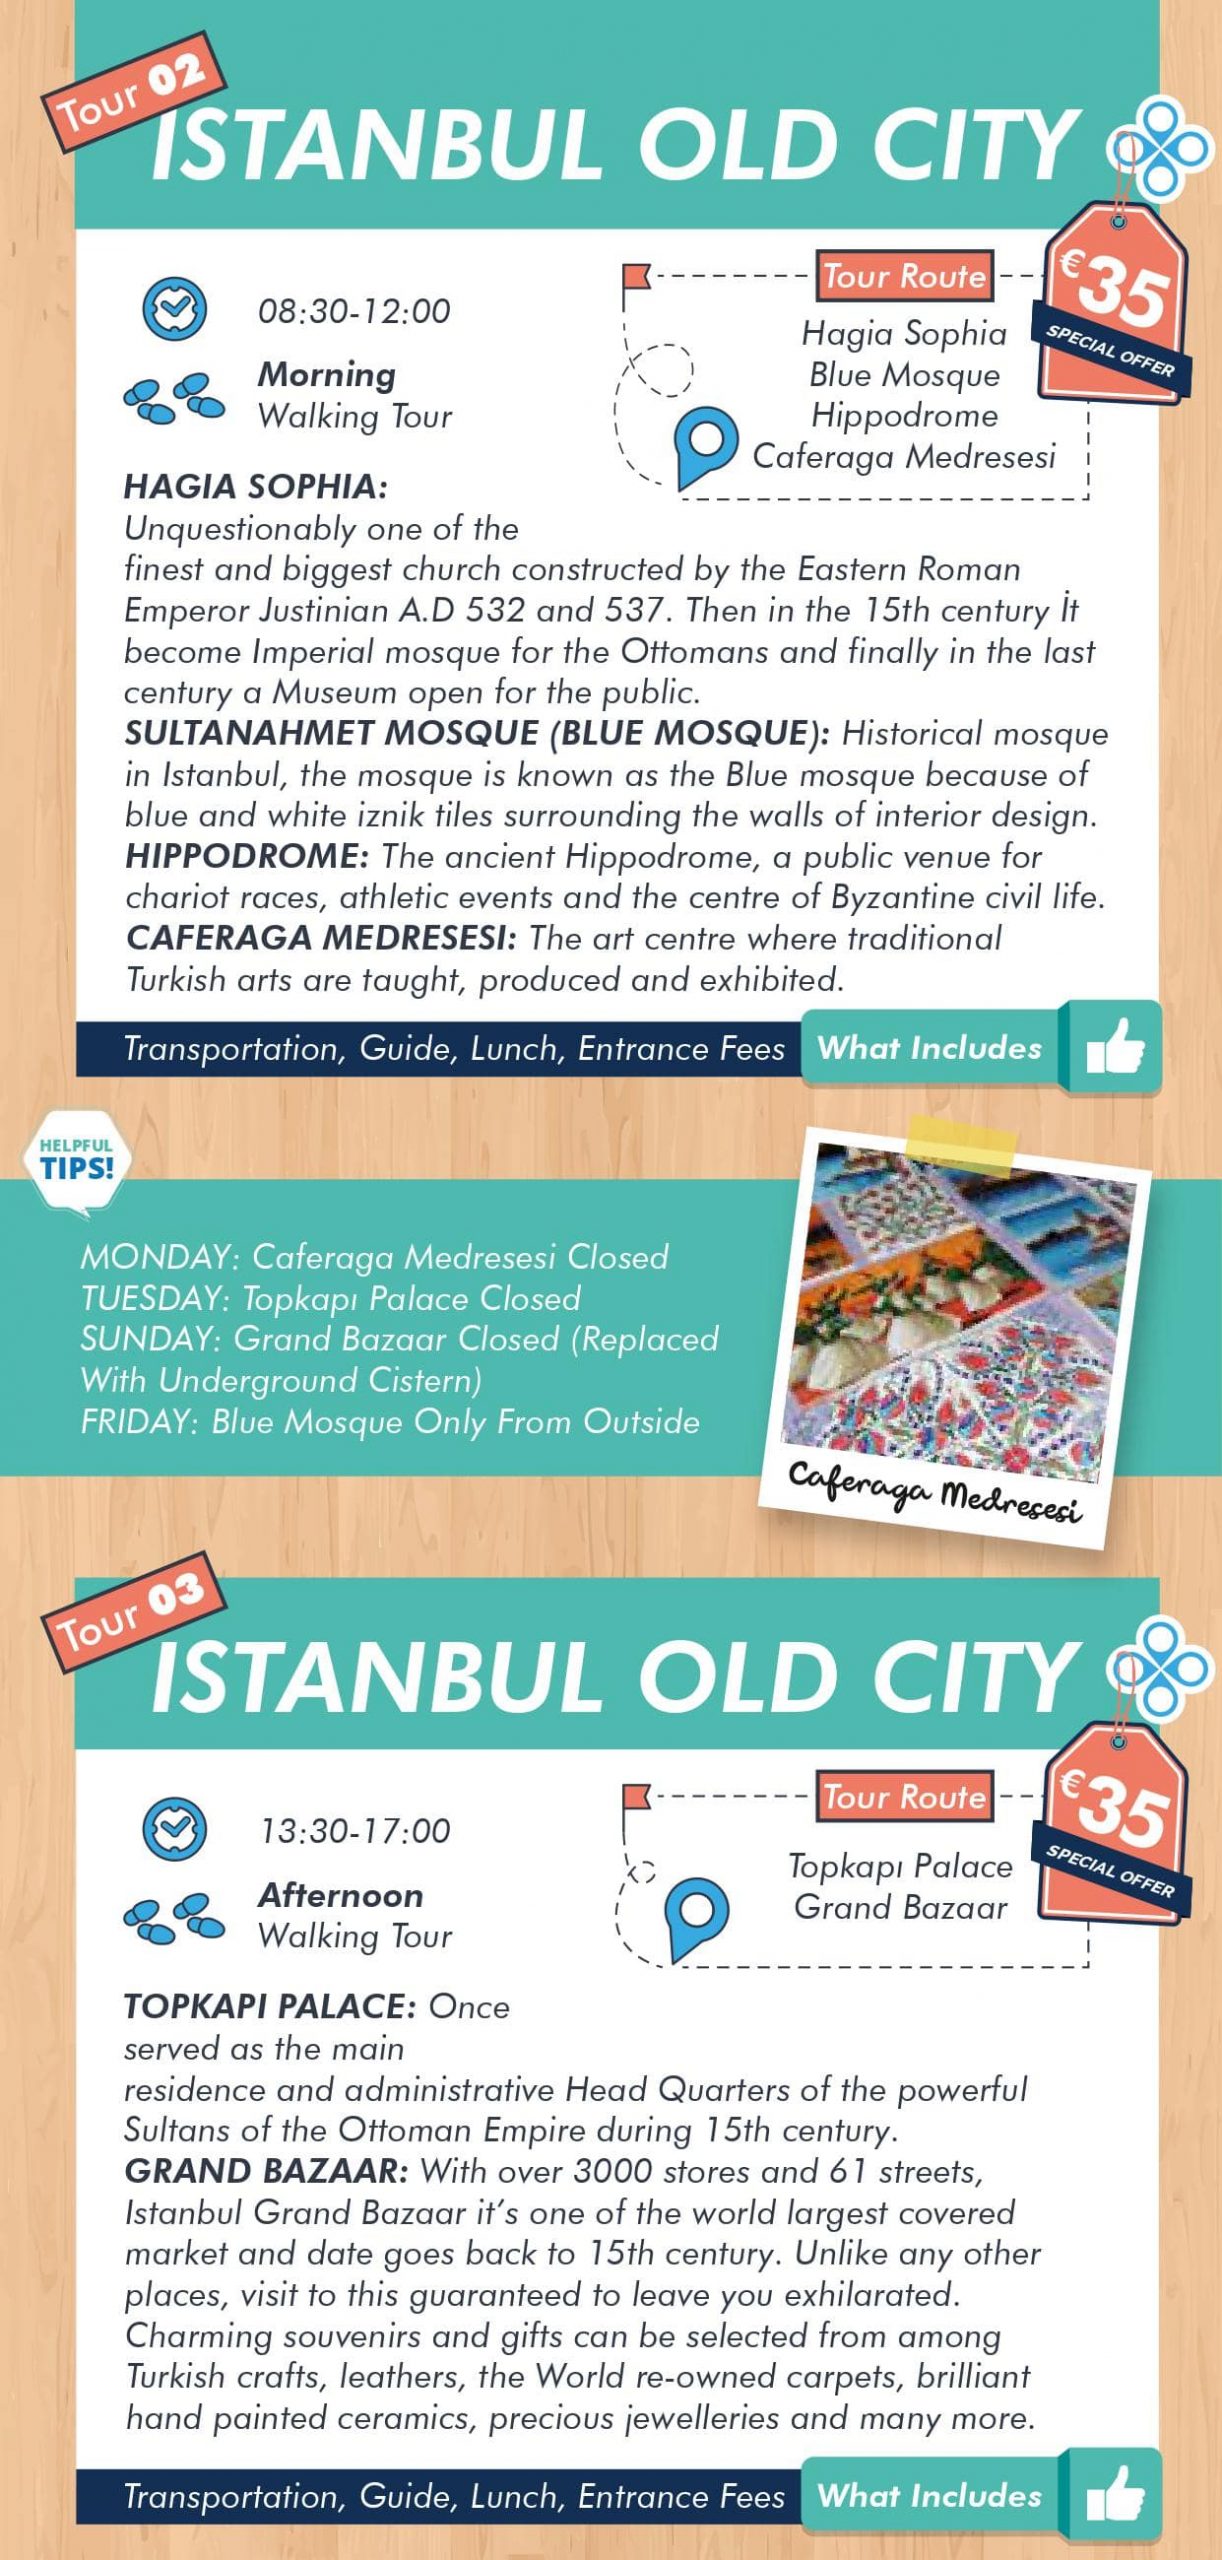 Tour 02
ISTANBUL OLD CITY
€35
SPECIAL OFFER
08:30-12:00
Morning
Walking Tour
Tour Route
Hagia Sophia
Blue Mosque
Hippodrome
Caferaga Medresesi
HAGIA SOPHIA:
Unquestionably one of the
finest and biggest church constructed by the Eastern Roman
Emperor Justinian A.D 532 and 537. Then in the 15th century İt
become Imperial mosque for the Ottomans and finally in the last
century a Museum open for the public.
SULTANAHMET MOSQUE (BLUE MOSQUE): Historical mosque
in Istanbul, the mosque is known as the Blue mosque because of
blue and white iznik tiles surrounding the walls of interior design.
HIPPODROME: The ancient Hippodrome, a public venue for
chariot races, athletic events and the centre of Byzantine civil life.
CAFERAGA MEDRESESI: The art centre where traditional
Turkish arts are taught, produced and exhibited.
Transportation, Guide, Lunch, Entrance Fees What Includes
HELPFUL
TIPS!
MONDAY: Caferaga Medresesi Closed
TUESDAY: Topkapı Palace Closed
SUNDAY: Grand Bazaar Closed (Replaced
With Underground Cistern)
FRIDAY: Blue Mosque Only From Outside
Caferaga Medresesi
Tour 03
ISTANBUL OLD CITY
€35
SPECIAL OFFER
13:30-17:00
Afternoon
Walking Tour
Tour Route
Topkapı Palace
Grand Bazaar
TOPKAPI PALACE: Once
served as the main
residence and administrative Head Quarters of the powerful
Sultans of the Ottoman Empire during 15th century.
GRAND BAZAAR: With over 3000 stores and 61 streets,
Istanbul Grand Bazaar it's one of the world largest covered
market and date goes back to 15th century. Unlike any other
places, visit to this guaranteed to leave you exhilarated.
Charming souvenirs and gifts can be selected from among
Turkish crafts, leathers, the World re-owned carpets, brilliant
hand painted ceramics, precious jewelleries and many more.
Transportation, Guide, Lunch, Entrance Fees What Includes